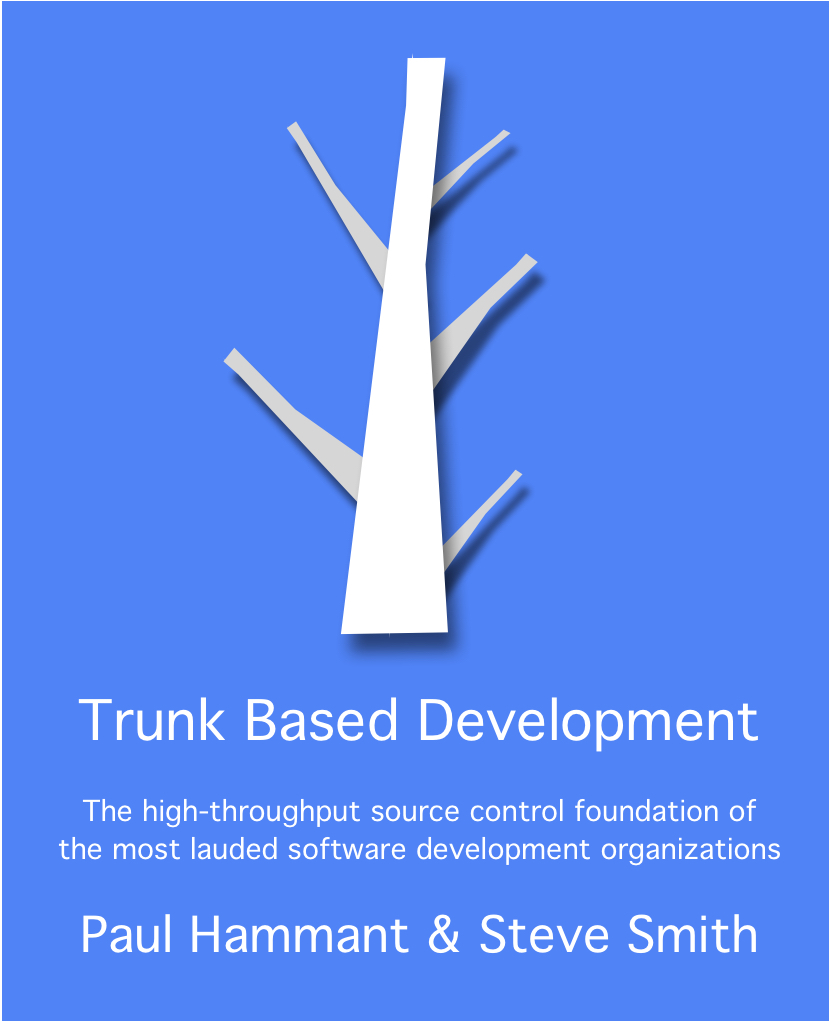 Trunk Based Development
The high-throughput source control foundation of
the most lauded software development organizations
Paul Hammant & Steve Smith